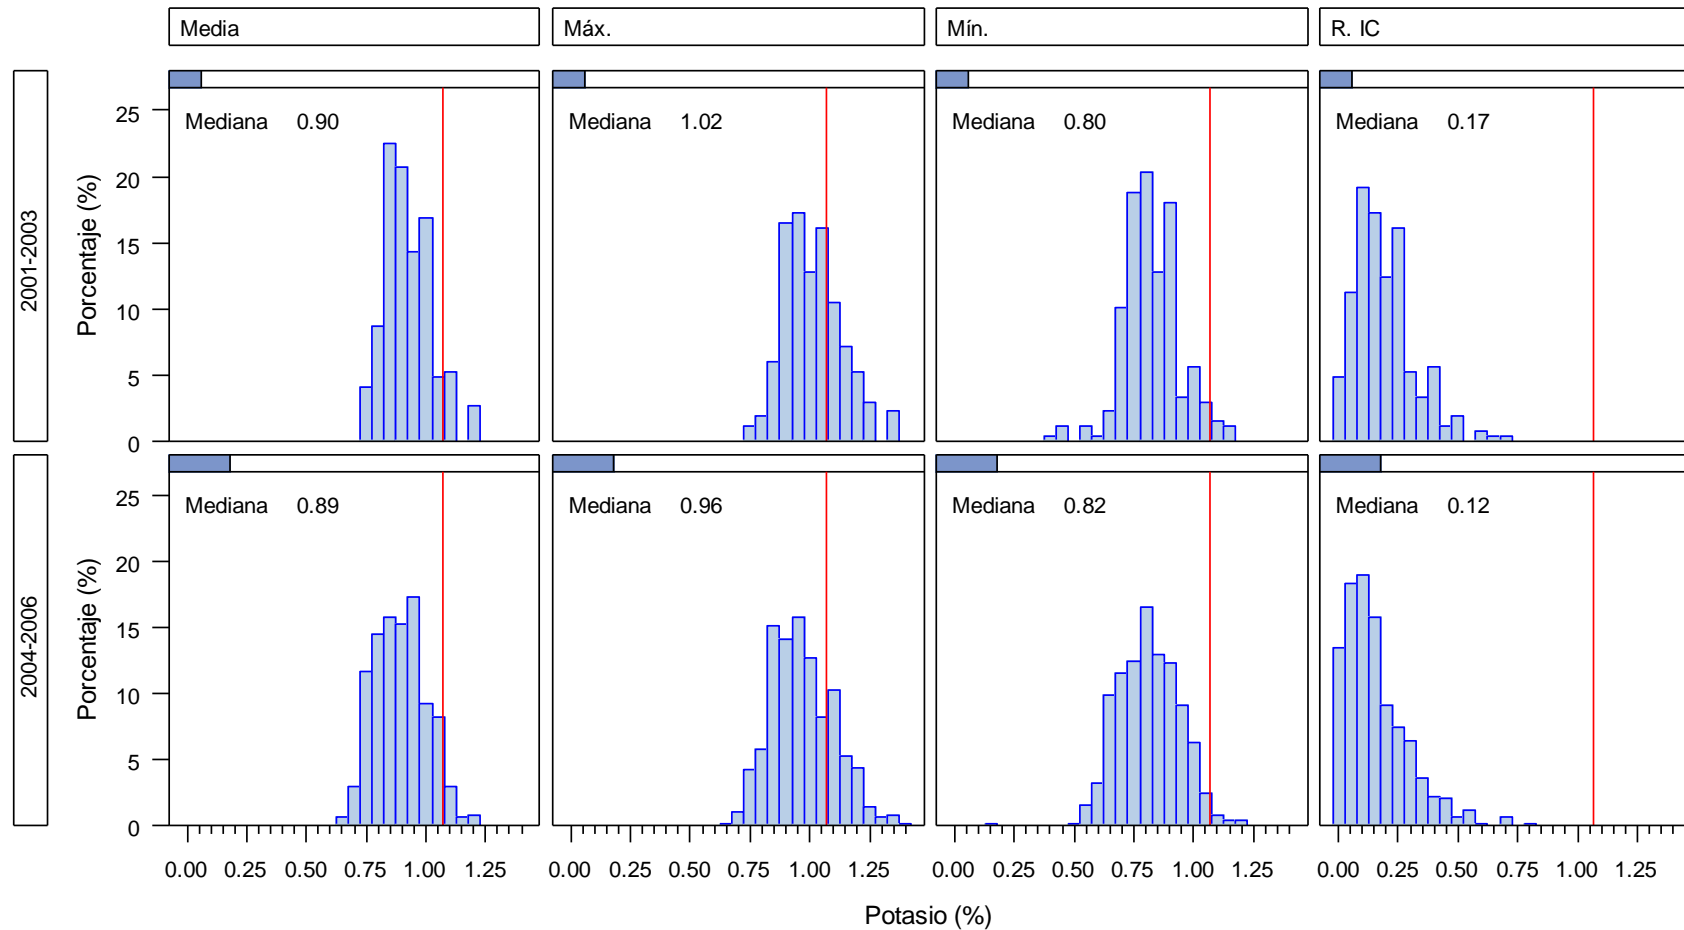 Media Máx. Mín. R. IC
2001-2003
Porcentaje (%)
25
20
15
10
5
0
Mediana 0.90
Mediana 1.02
Mediana 0.80
Mediana 0.17
2004-2006
Porcentaje (%)
25
20
15
10
5
0
Mediana 0.89
Mediana 0.96
Mediana 0.82
Mediana 0.12
0.00 0.25 0.50 0.75 1.00 1.25
0.00 0.25 0.50 0.75 1.00 1.25
0.00 0.25 0.50 0.75 1.00 1.25
0.00 0.25 0.50 0.75 1.00 1.25
Potasio (%)